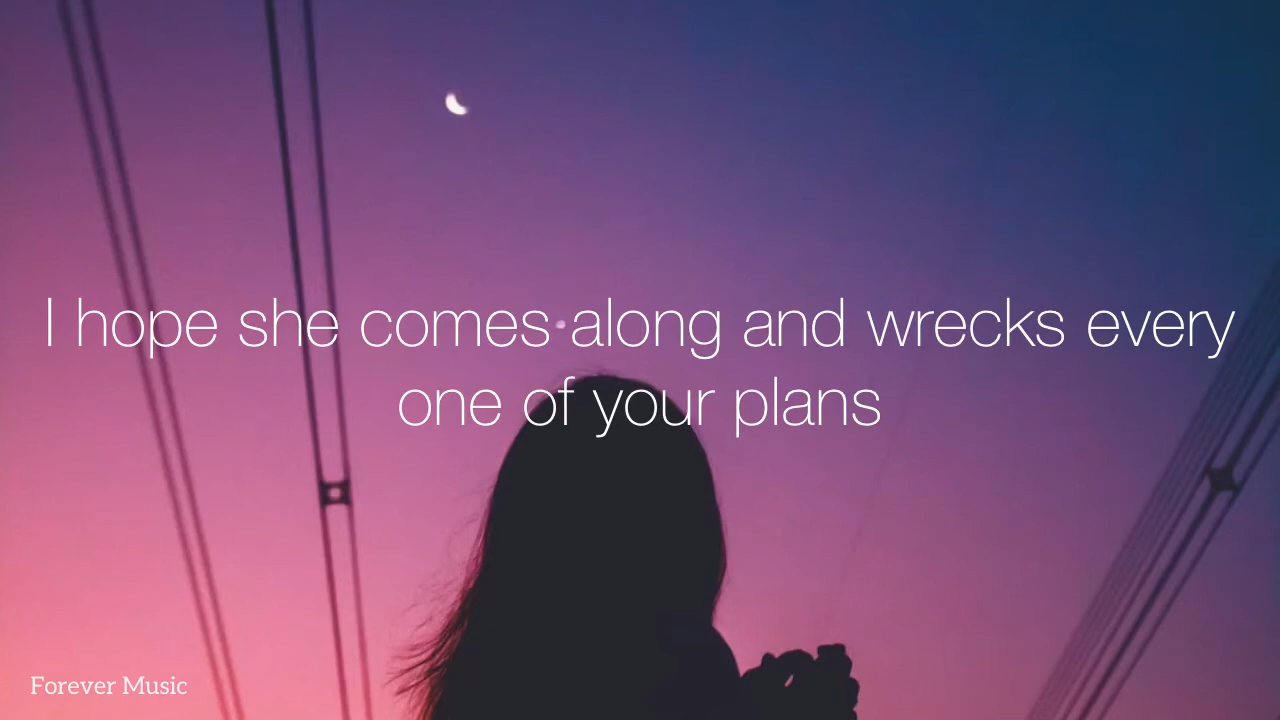 I hope she comes along and wrecks every
one of your plans
Forever Music